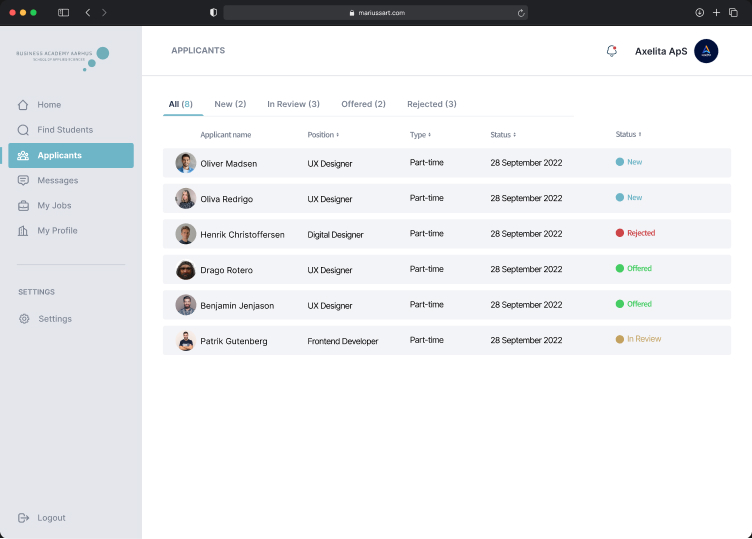 mariussart.com
BUSINESS ACADEMY AARHUS
SCHOOL OF APPLIED SCIENCES
APPLICANTS
Axelita ApS
Home
Find Students
Applicants
Messages
My Jobs
My Profile
SETTINGS
Settings
Logout
All (8) New (2) In Review (3) Offered (2) Rejected (3)
Applicant name Position Type Status Status
Oliver Madsen UX Designer Part-time 28 September 2022 New
Oliva Redrigo UX Designer Part-time 28 September 2022 New
Henrik Christoffersen Digital Designer Part-time 28 September 2022 Rejected
Drago Rotero UX Designer Part-time 28 September 2022 Offered
Benjamin Jenjason UX Designer Part-time 28 September 2022 Offered
Patrik Gutenberg Frontend Developer Part-time 28 September 2022 In Review